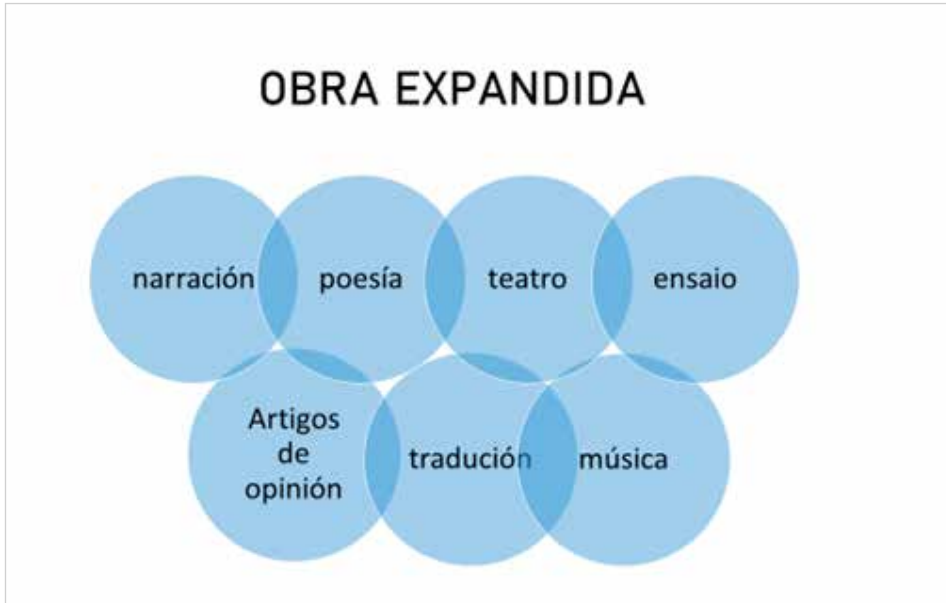 OBRA EXPANDIDA
narración
poesía
teatro
ensaio
Artigos
de
opinión
tradución
música